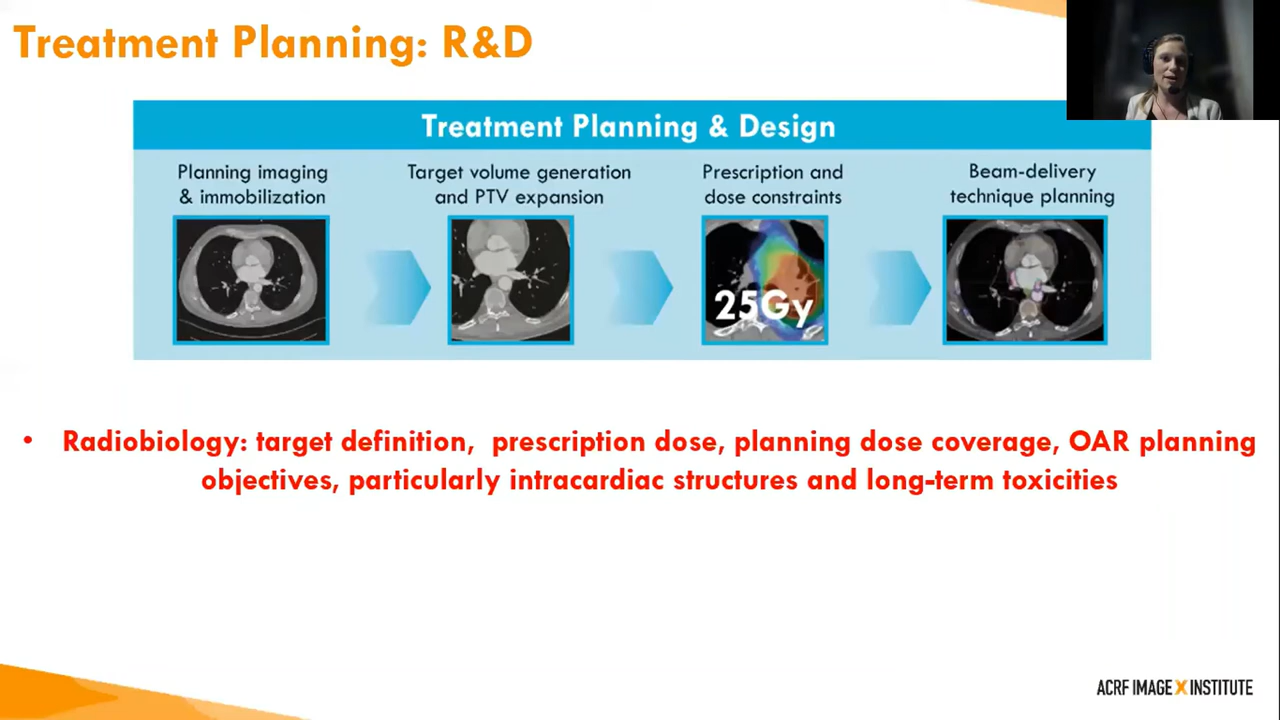 Treatment Planning: R&D
Treatment Planning & Design
Planning imaging
& immobilization
Target volume generation
and PTV expansion
Prescription and
dose constraints
Beam-delivery
technique planning
25Gy
• Radiobiology: target definition,  prescription dose, planning dose coverage, OAR planning
objectives, particularly intracardiac structures and long-term toxicities
ACRF IMAGE X INSTITUTE